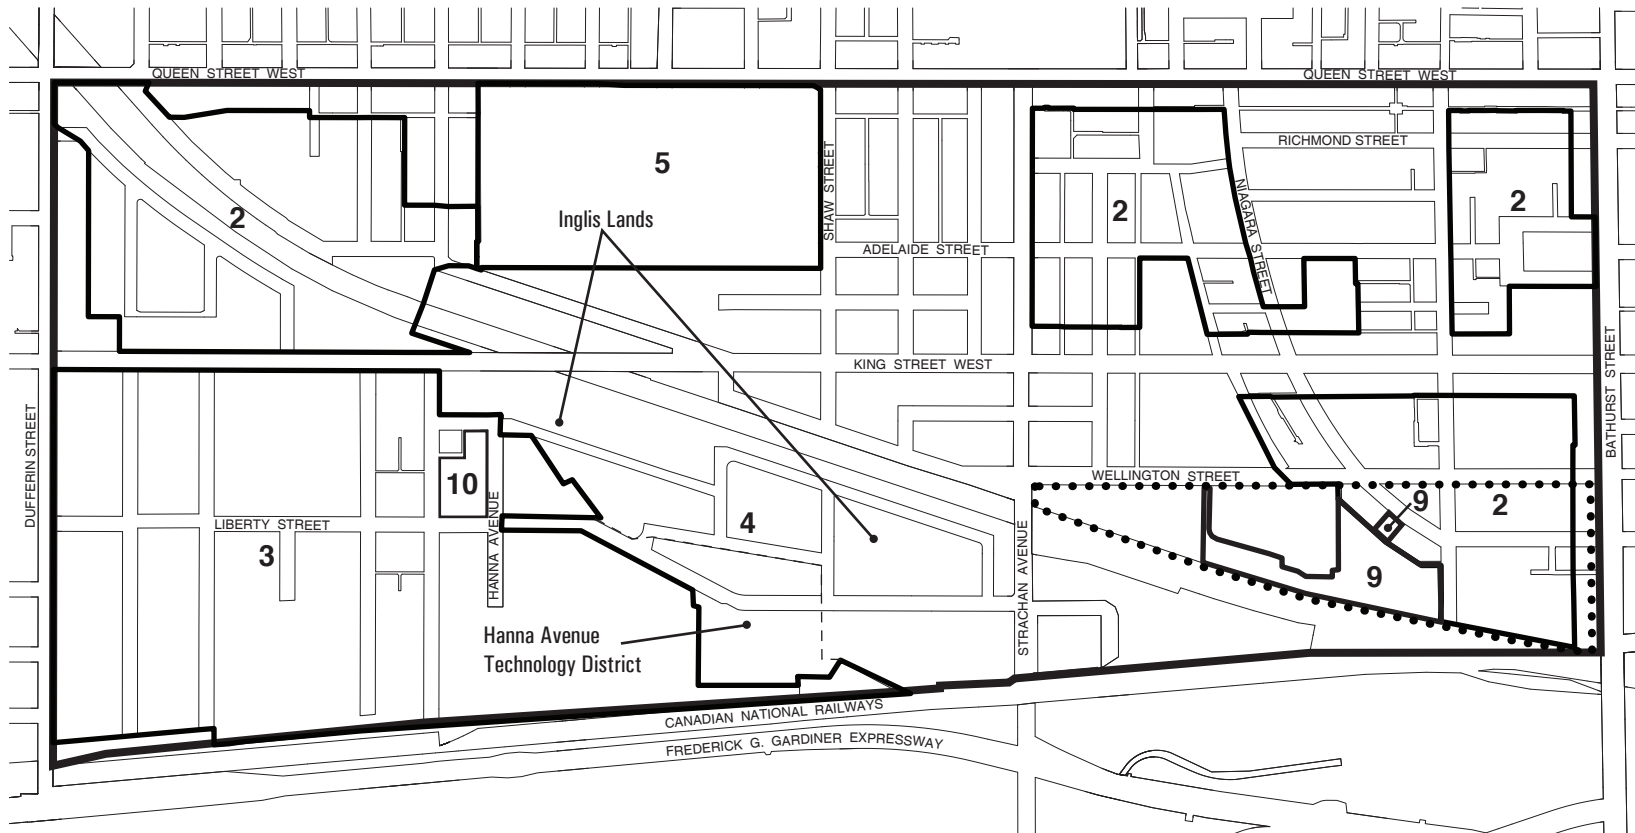 QUEEN STREET WEST
QUEEN STREET WEST
RICHMOND STREET
5
SHAW STREET
2
2
2
NIAGARA STREET
Inglis Lands
ADELAIDE STREET
KING STREET WEST
BATHURST STREET
DUFFERIN STREET
WELLINGTON STREET
10
HANNA AVENUE
9
2
LIBERTY STREET
4
3
STRACHAN AVENUE
9
Hanna Avenue
Technology District
CANADIAN NATIONAL RAILWAYS
FREDERICK G. GARDINER EXPRESSWAY